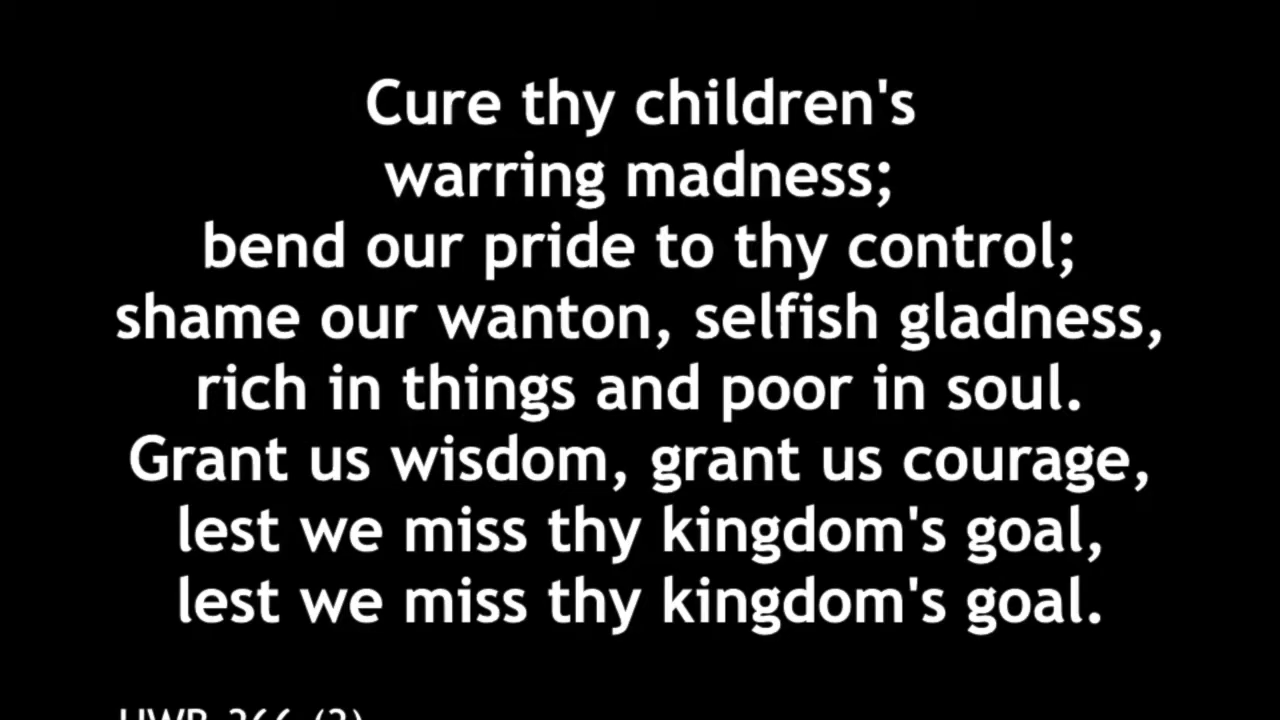 Cure thy children's
warring madness;
bend our pride to thy control;
shame our wanton, selfish gladness,
rich in things and poor in soul.
Grant us wisdom, grant us courage,
lest we miss thy kingdom's goal,
lest we miss thy kingdom's goal.
HWB 366